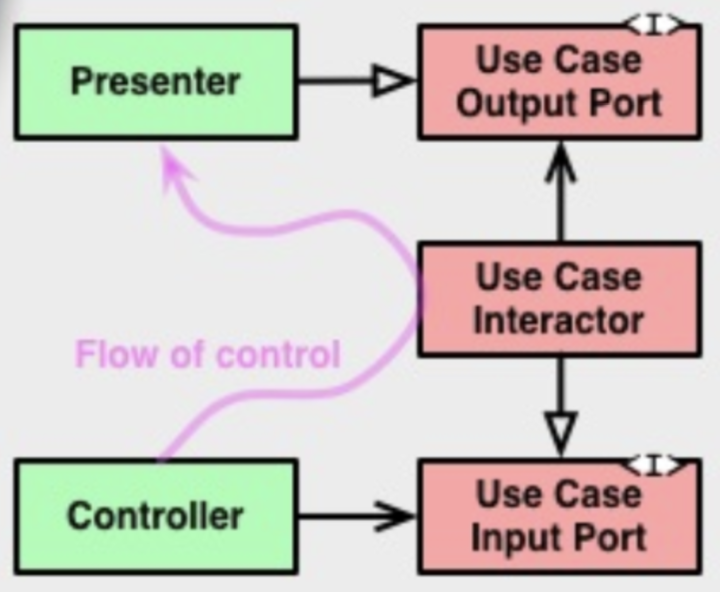 Presenter
<I>
Use Case
Output Port
Use Case
Interactor
Flow of control
Controller
<I>
Use Case
Input Port